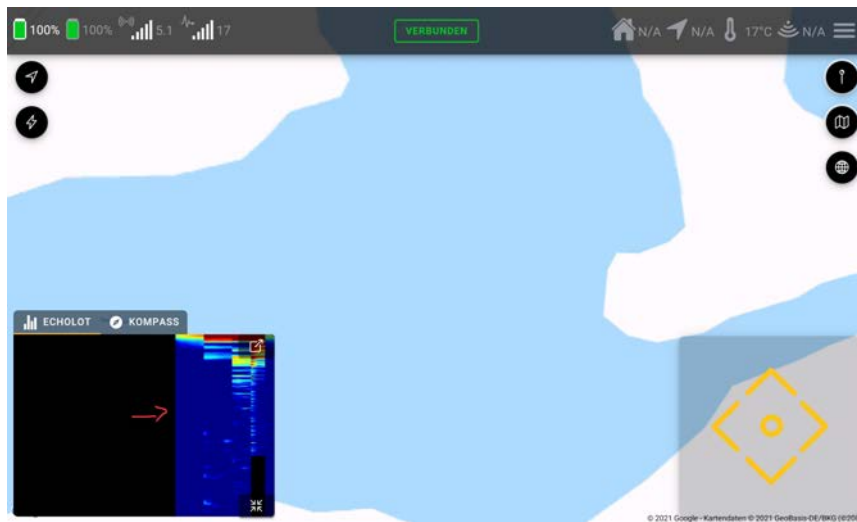 100% 100% 5.1 17 VERBUNDEN N/A N/A 17°C N/A
ECHOLOT KOMPASS
© 2021 Google - Kartendaten © 2021 GeoBasis-DE/BKG